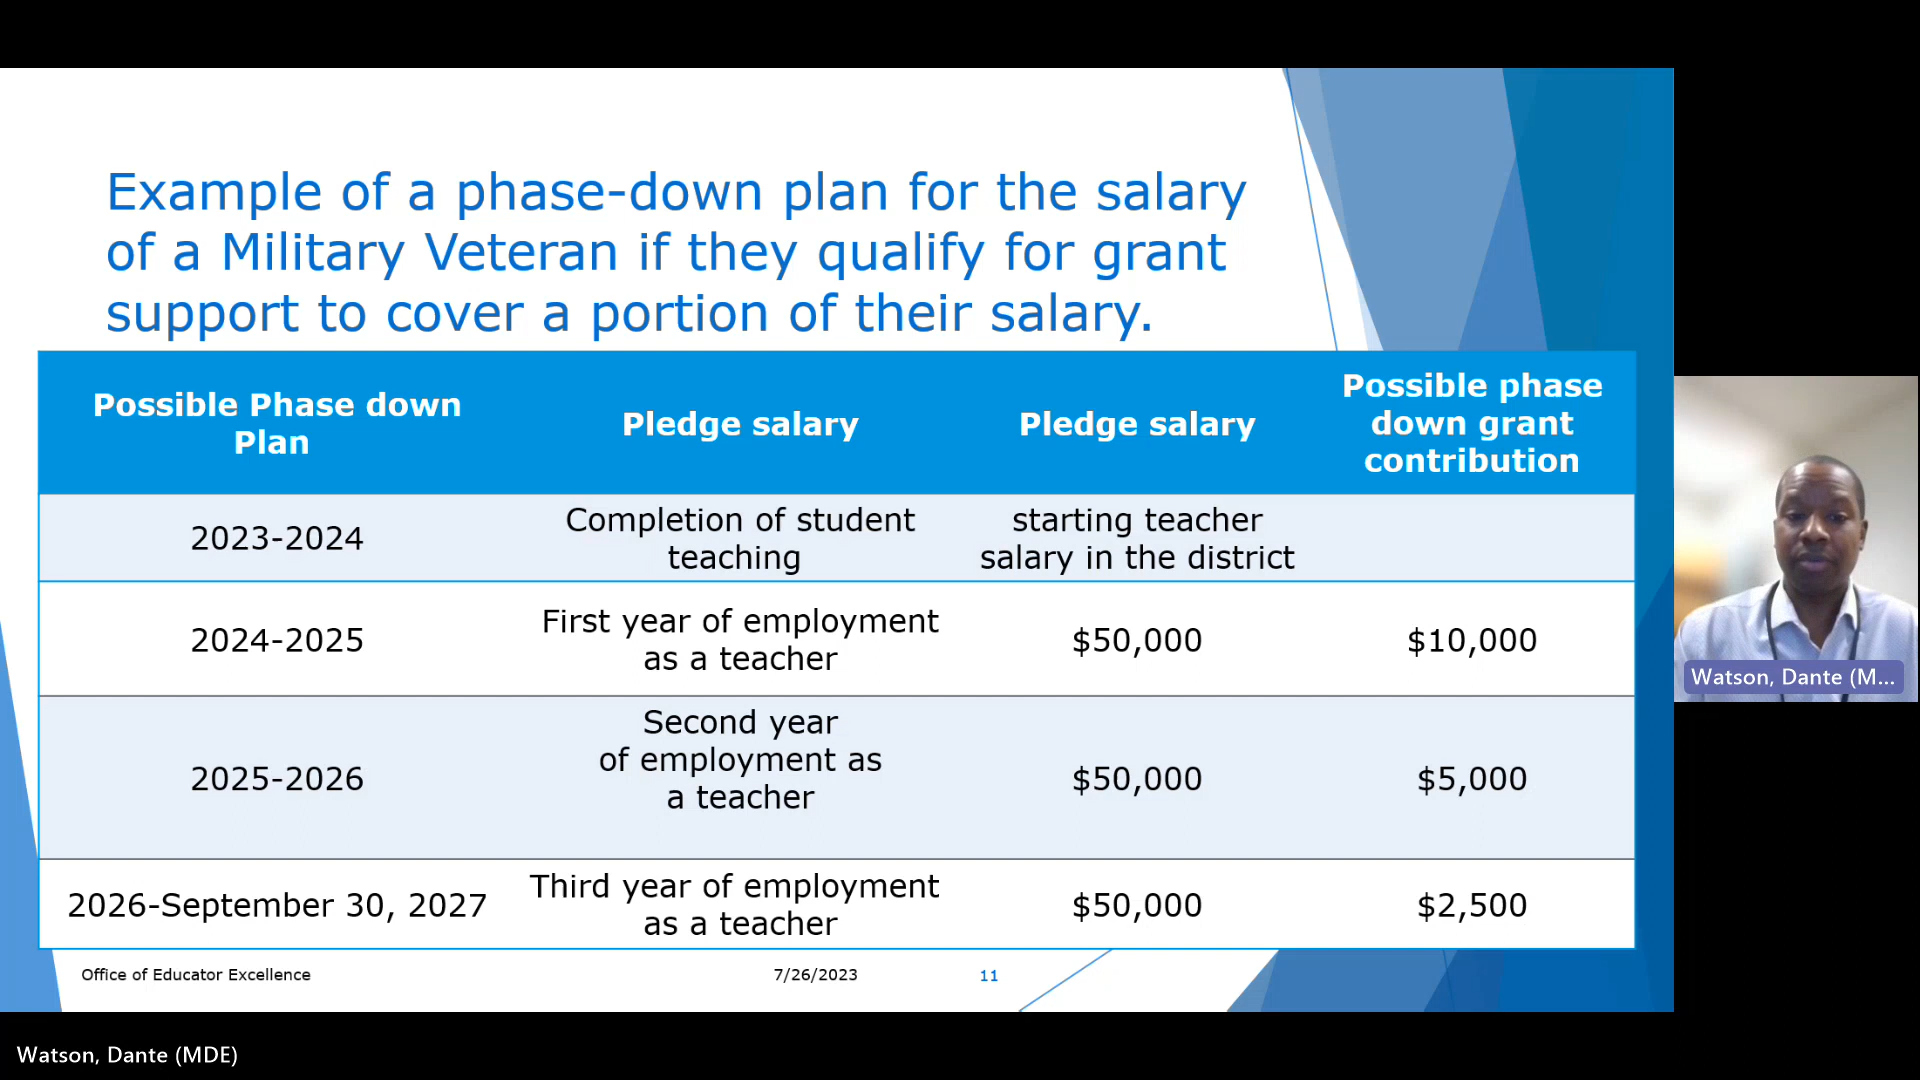 Example of a phase-down plan for the salary
of a Military Veteran if they qualify for grant
support to cover a portion of their salary.
Possible Phase down
Plan
Pledge salary
Pledge salary
Possible phase
down grant
contribution
2023-2024
Completion of student
teaching
starting teacher
salary in the district
2024-2025
First year of employment
as a teacher
$50,000
$10,000
2025-2026
Second year
of employment as
a teacher
$50,000
$5,000
2026-September 30, 2027
Third year of employment
as a teacher
$50,000
$2,500
Office of Educator Excellence
7/26/2023
11
Watson, Dante (M...
Watson, Dante (MDE)